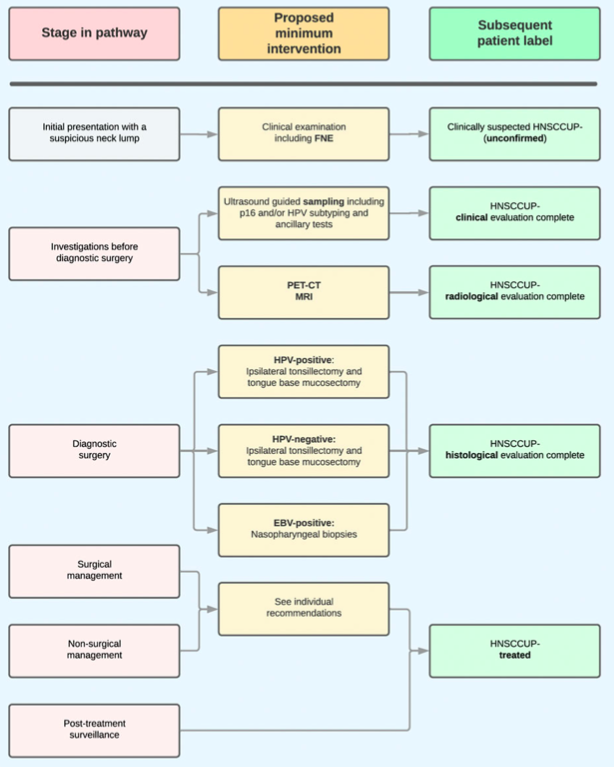 Stage in pathway
Proposed
minimum
intervention
Subsequent
patient label
Initial presentation with a
suspicious neck lump
Clinical examination
including FNE
Clinically suspected HNSCCUP-
(unconfirmed)
Investigations before
diagnostic surgery
Ultrasound guided sampling including
p16 and/or HPV subtyping and
ancillary tests
HNSCCUP-
clinical evaluation complete
PET-CT
MRI
HNSCCUP-
radiological evaluation complete
Diagnostic
surgery
HPV-positive:
Ipsilateral tonsillectomy and
tongue base mucosectomy
HPV-negative:
Ipsilateral tonsillectomy and
tongue base mucosectomy
EBV-positive:
Nasopharyngeal biopsies
HNSCCUP-
histological evaluation complete
Surgical
management
Non-surgical
management
See individual
recommendations
HNSCCUP-
treated
Post-treatment
surveillance